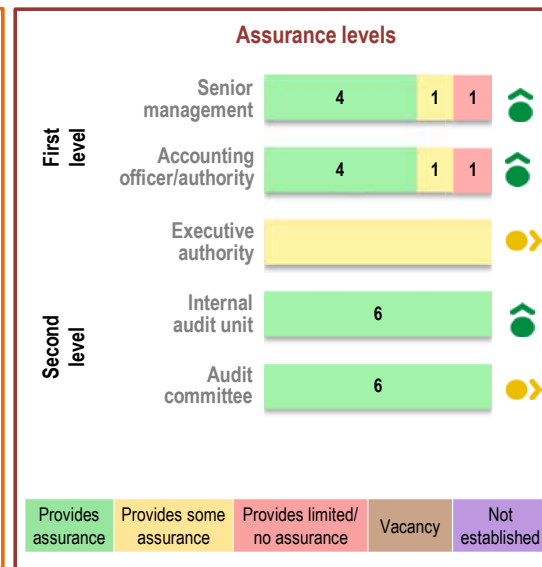 Assurance levels
First
level
Senior
management
4
1
1
Accounting
officer/authority
4
1
1
Executive
authority
Second
level
Internal
audit unit
6
Audit
committee
6
Provides
assurance
Provides some
assurance
Provides limited/
no assurance
Vacancy
Not
established